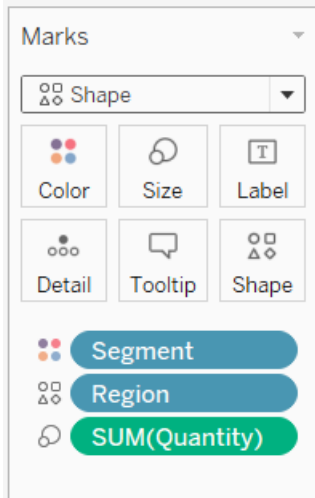 Marks
Shape
Color Size Label
Detail Tooltip Shape
Segment
Region
SUM(Quantity)